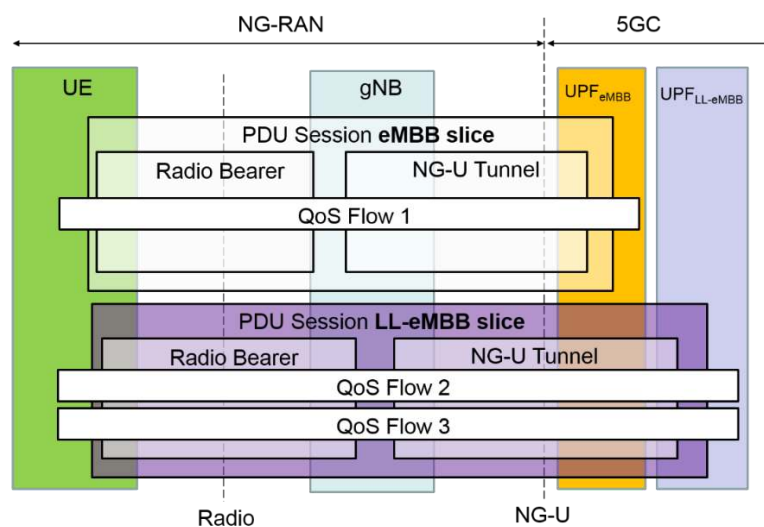 NG-RAN
5GC
UE
gNB
UPFeMBB
UPFLL-eMBB
PDU Session eMBB slice
Radio Bearer
NG-U Tunnel
QoS Flow 1
PDU Session LL-eMBB slice
Radio Bearer
NG-U Tunnel
QoS Flow 2
QoS Flow 3
Radio
NG-U